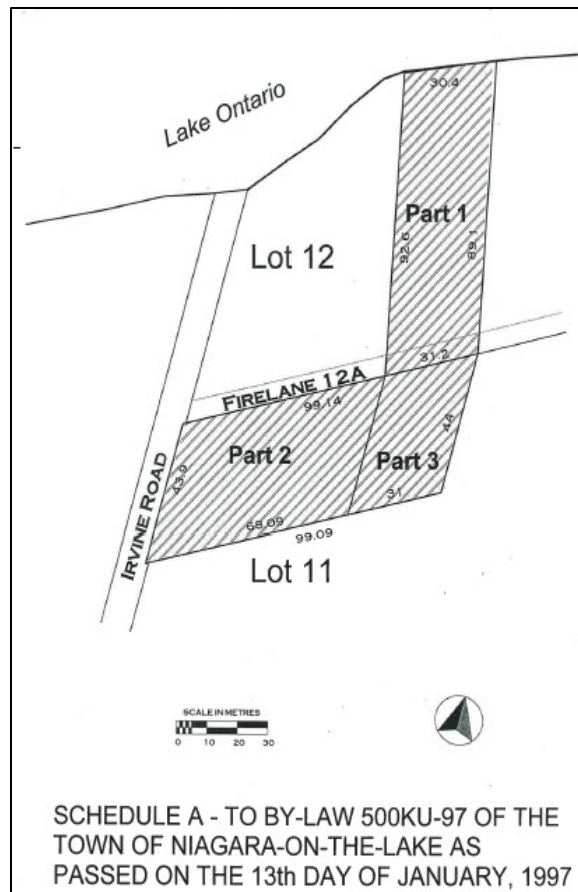 Lake Ontario
30.4
Part 1
92.6
89.1
Lot 12
31.2
FIRELANE 12A
99.14
44
Part 2
Part 3
43.9
31
68.09
99.09
IRVINE ROAD
Lot 11
SCALE IN METRES
0 10 20 30
SCHEDULE A - TO BY-LAW 500KU-97 OF THE
TOWN OF NIAGARA-ON-THE-LAKE AS
PASSED ON THE 13th DAY OF JANUARY, 1997